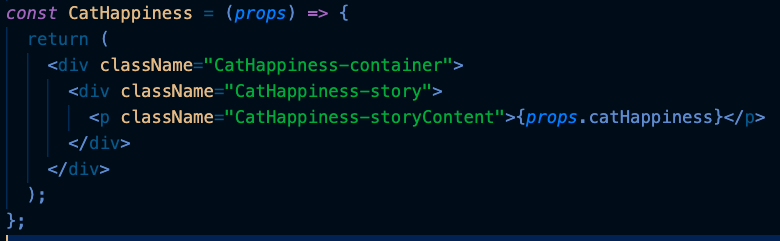 const CatHappiness = (props) => {
  return (
    <div className="CatHappiness-container">
      <div className="CatHappiness-story">
        <p className="CatHappiness-storyContent">{props.catHappiness}</p>
      </div>
    </div>
  );
};